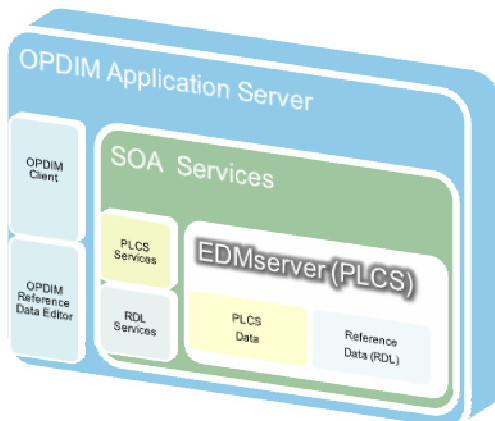 OPDIM Application Server
OPDIM
Client
SOA Services
PLCS
Services
EDMserver (PLCS)
OPDIM
Reference
Data Editor
RDL
Services
PLCS
Data
Reference
Data (RDL)